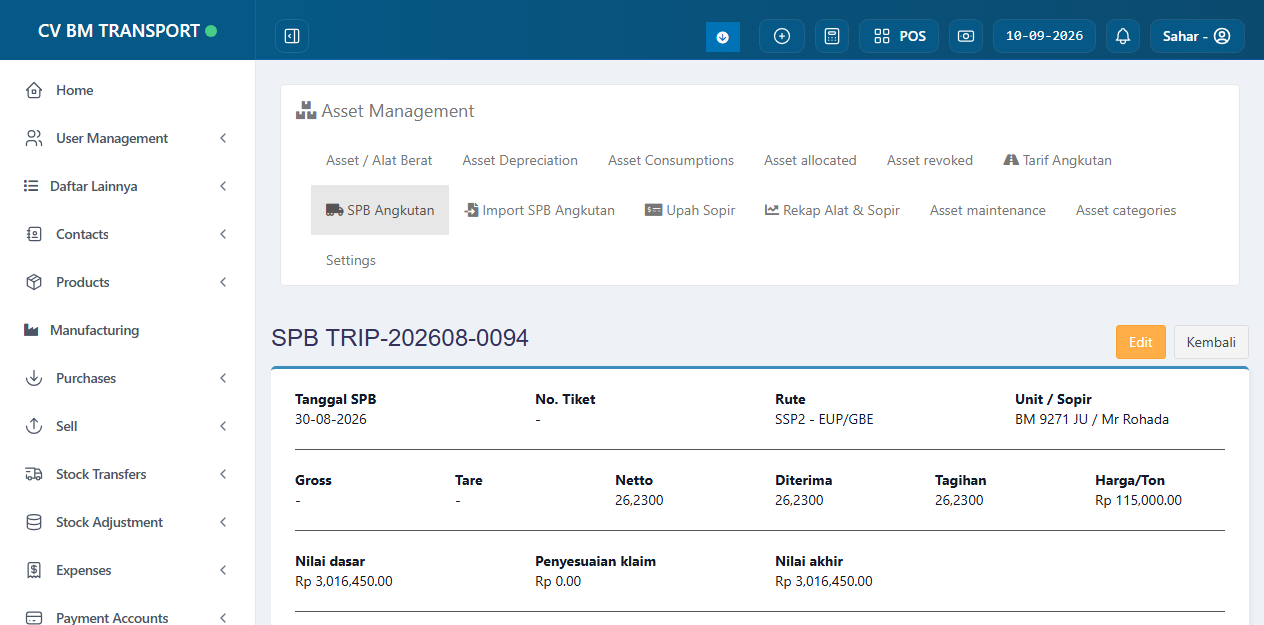 CV BM TRANSPORT
POS
10-09-2026
Sahar -
Home
User Management
Daftar Lainnya
Contacts
Products
Manufacturing
Purchases
Sell
Stock Transfers
Stock Adjustment
Expenses
Payment Accounts
Asset Management
Asset / Alat Berat
Asset Depreciation
Asset Consumptions
Asset allocated
Asset revoked
Tarif Angkutan
SPB Angkutan
Import SPB Angkutan
Upah Sopir
Rekap Alat & Sopir
Asset maintenance
Asset categories
Settings
SPB TRIP-202608-0094
Edit
Kembali
Tanggal SPB
30-08-2026
No. Tiket
-
Rute
SSP2 - EUP/GBE
Unit / Sopir
BM 9271 JU / Mr Rohada
Gross
-
Tare
-
Netto
26,2300
Diterima
26,2300
Tagihan
26,2300
Harga/Ton
Rp 115,000.00
Nilai dasar
Rp 3,016,450.00
Penyesuaian klaim
Rp 0.00
Nilai akhir
Rp 3,016,450.00